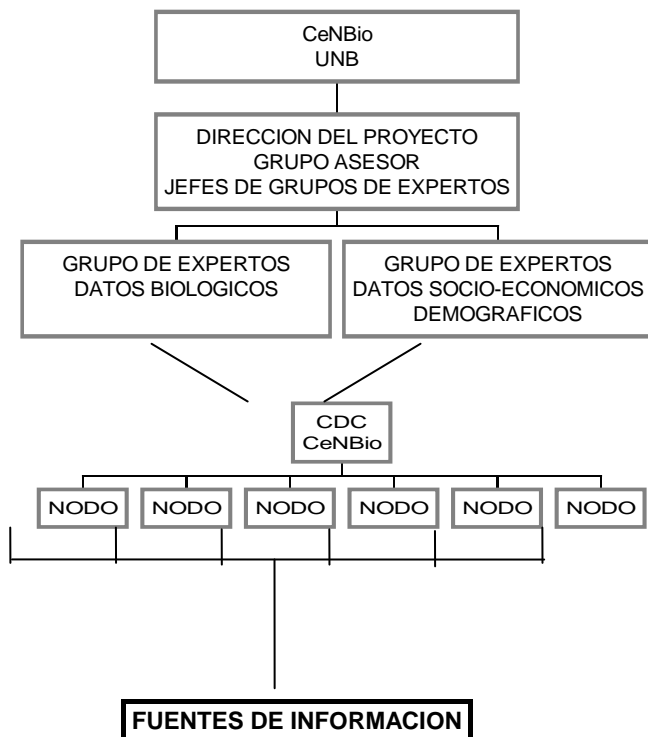 CeNBio
UNB
DIRECCION DEL PROYECTO
GRUPO ASESOR
JEFES DE GRUPOS DE EXPERTOS
GRUPO DE EXPERTOS
DATOS BIOLOGICOS
GRUPO DE EXPERTOS
DATOS SOCIO-ECONOMICOS
DEMOGRAFICOS
CDC
CeNBio
NODO
NODO
NODO
NODO
NODO
NODO
FUENTES DE INFORMACION